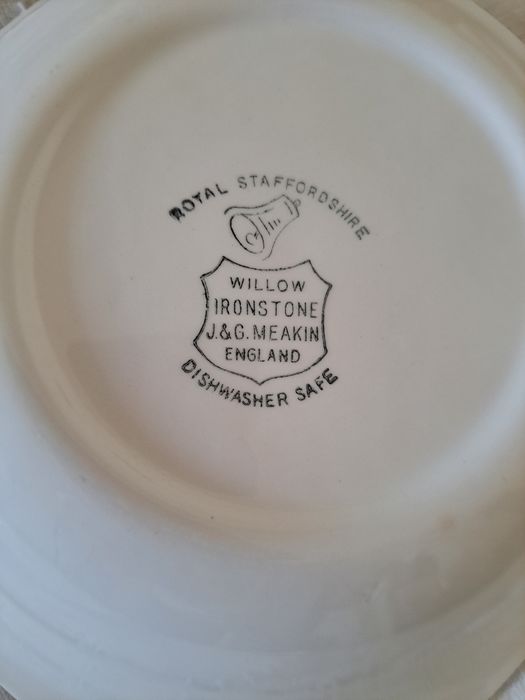 ROYAL STAFFORDSHIRE
WILLOW
IRONSTONE
J.&G. MEAKIN
ENGLAND
DISHWASHER SAFE